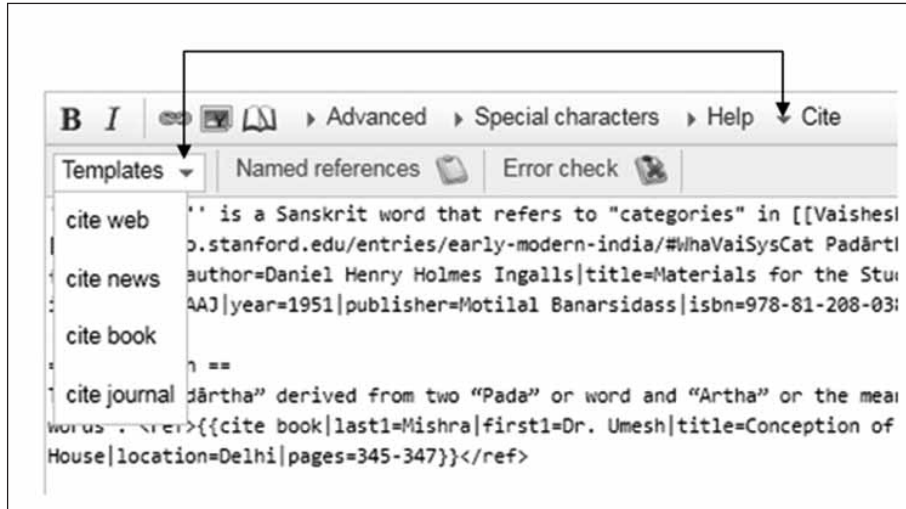 B I Advanced Special characters Help Cite
Templates Named references Error check
cite web
cite news
cite book
cite journal
'' is a Sanskrit word that refers to "categories" in [[Vaishes
.stanford.edu/entries/early-modern-india/#WhaVaiSysCat Padārt
author=Daniel Henry Holmes Ingalls|title=Materials for the Stu
AAJ|year=1951|publisher=Motilal Banarsidass|isbn=978-81-208-03
==
derived from two “Pada” or word and “Artha” or the mea
words . <ref>{{cite book|last1=Mishra|first1=Dr. Umesh|title=Conception of
House|location=Delhi|pages=345-347}}</ref>